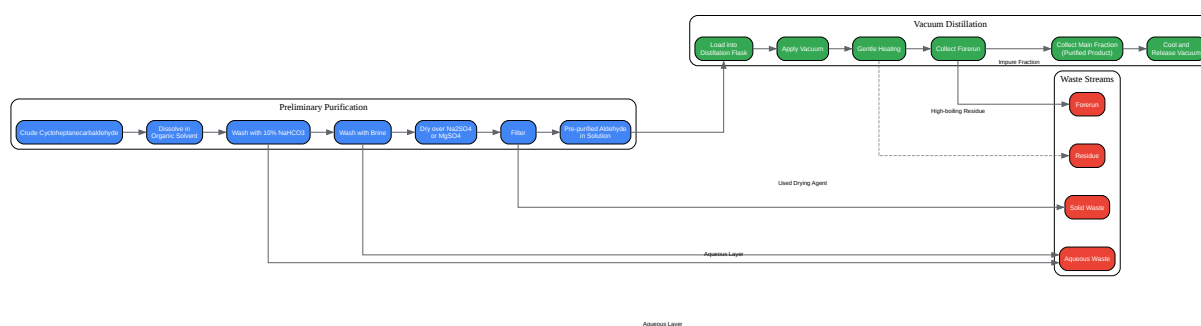 Vacuum Distillation
Load into
Distillation Flask
Apply Vacuum
Gentle Heating
Collect Forerun
Collect Main Fraction
(Purified Product)
Cool and
Release Vacuum
Impure Fraction
Waste Streams
Forerun
High-boiling Residue
Preliminary Purification
Crude Cycloheptanecarbaldehyde
Dissolve in
Organic Solvent
Wash with 10% NaHCO3
Wash with Brine
Dry over Na2SO4
or MgSO4
Filter
Pre-purified Aldehyde
in Solution
Residue
Used Drying Agent
Solid Waste
Aqueous Layer
Aqueous Waste
Aqueous Layer